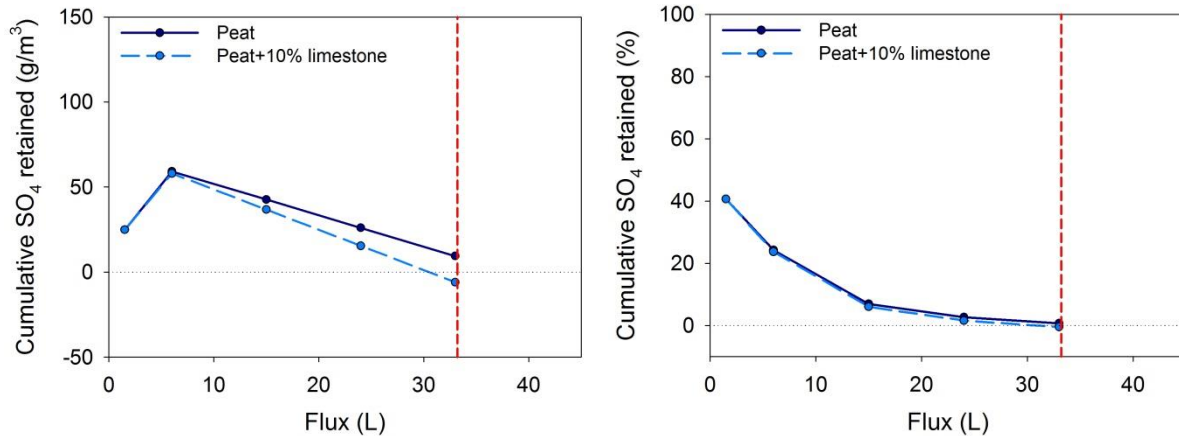 Cumulative SO₄ retained (g/m³)
150
100
50
0
-50
Peat
Peat+10% limestone
0 10 20 30 40
Flux (L)
Cumulative SO₄ retained (%)
100
80
60
40
20
0
Peat
Peat+10% limestone
0 10 20 30 40
Flux (L)